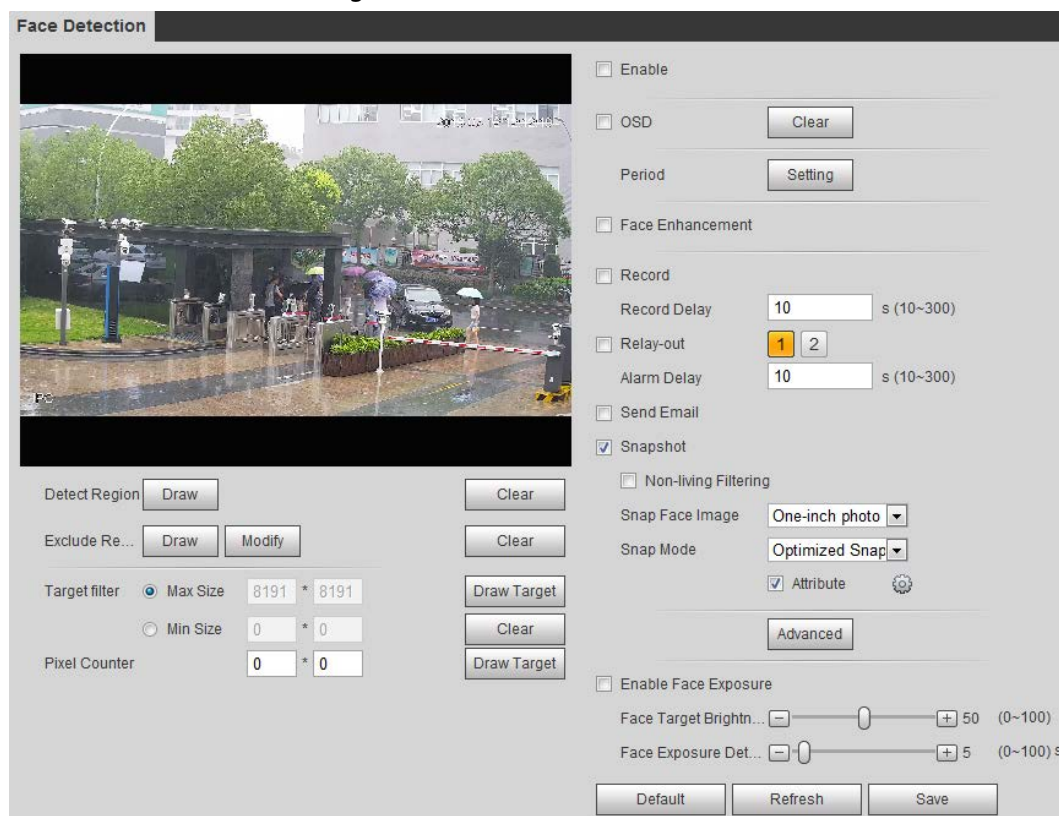 Face Detection
Enable
OSD Clear
Period Setting
Face Enhancement
Record
Record Delay 10 s (10~300)
Relay-out 1 2
Alarm Delay 10 s (10~300)
Send Email
Snapshot
Non-living Filtering
Snap Face Image One-inch photo
Snap Mode Optimized Snap
Attribute
Advanced
Enable Face Exposure
Face Target Brightn... 50 (0~100)
Face Exposure Det... 5 (0~100) s
Default Refresh Save
Detect Region Draw Clear
Exclude Re... Draw Modify Clear
Target filter Max Size 8191 * 8191 Draw Target
Min Size 0 * 0 Clear
Pixel Counter 0 * 0 Draw Target